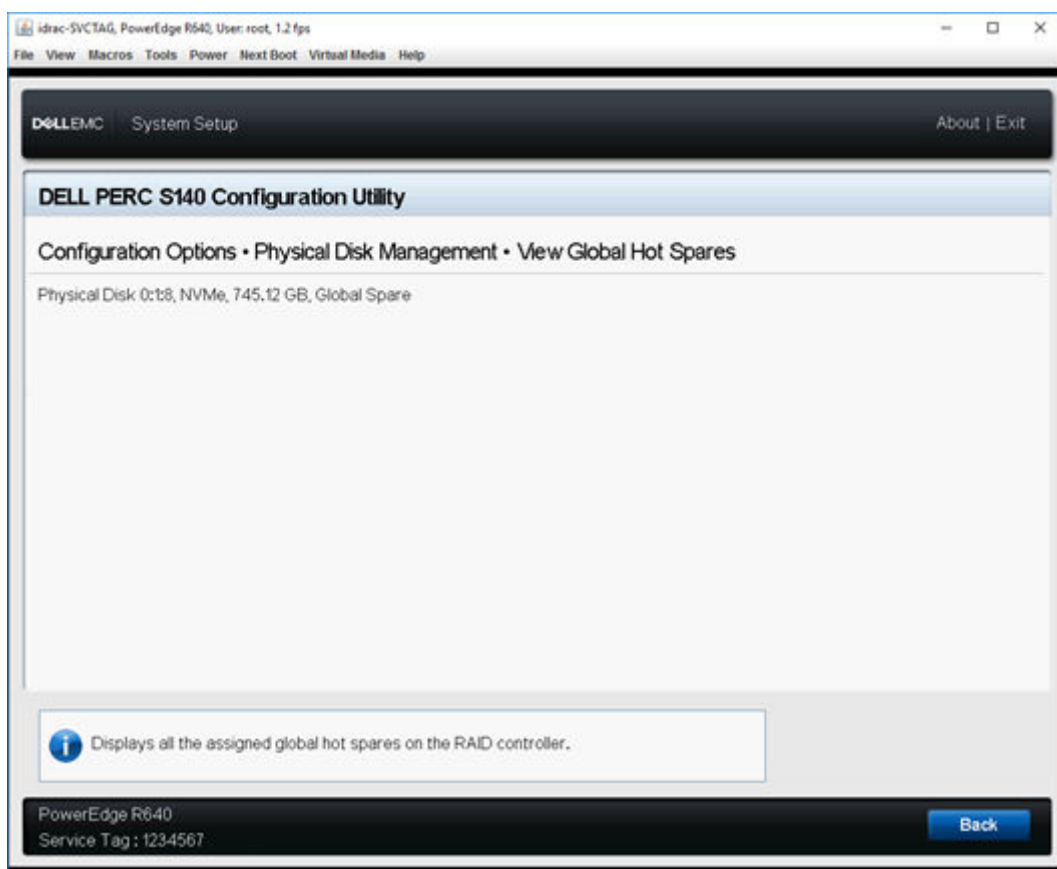 idrac-SVCTAG, PowerEdge R640, User: root, 1.2 fps
File View Macros Tools Power Next Boot Virtual Media Help
DELLEMC System Setup About | Exit
DELL PERC S140 Configuration Utility
Configuration Options • Physical Disk Management • View Global Hot Spares
Physical Disk 0:1:8, NVMe, 745.12 GB, Global Spare
Displays all the assigned global hot spares on the RAID controller.
PowerEdge R640
Service Tag : 1234567
Back